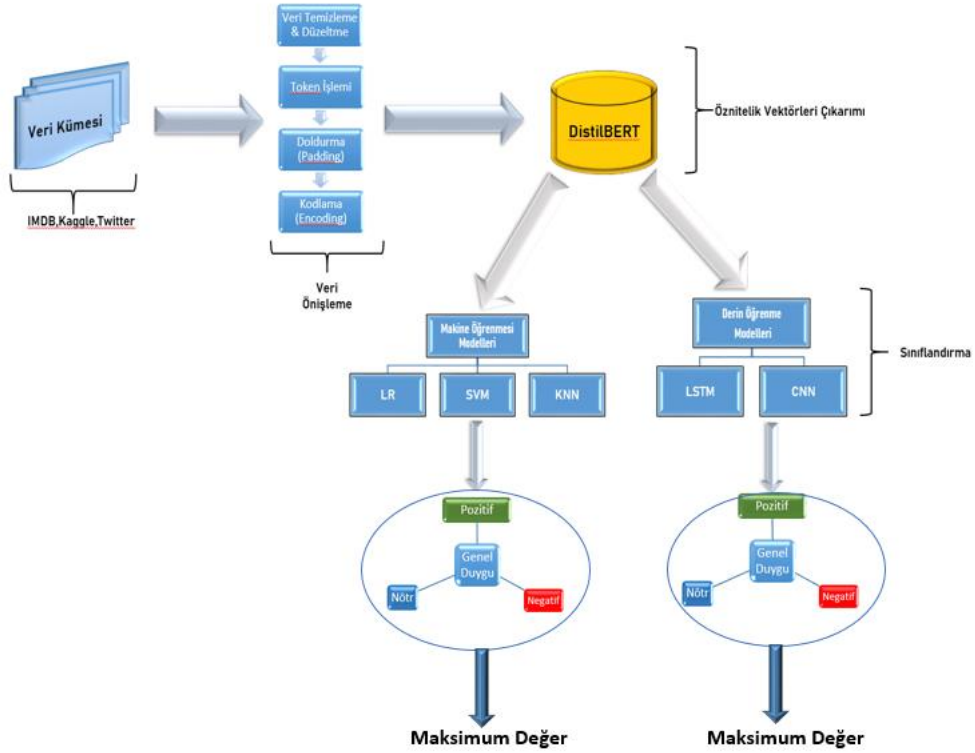 Veri Temizleme
& Düzeltme
Token İşlemi
Doldurma
(Padding)
Kodlama
(Encoding)
Veri Kümesi
IMDB,Kaggle,Twitter
Veri
Önişleme
DistilBERT
Öznitelik Vektörleri Çıkarımı
Makine Öğrenmesi
Modelleri
LR
SVM
KNN
Derin Öğrenme
Modelleri
LSTM
CNN
Sınıflandırma
Pozitif
Genel
Duygu
Nötr
Negatif
Pozitif
Genel
Duygu
Nötr
Negatif
Maksimum Değer
Maksimum Değer